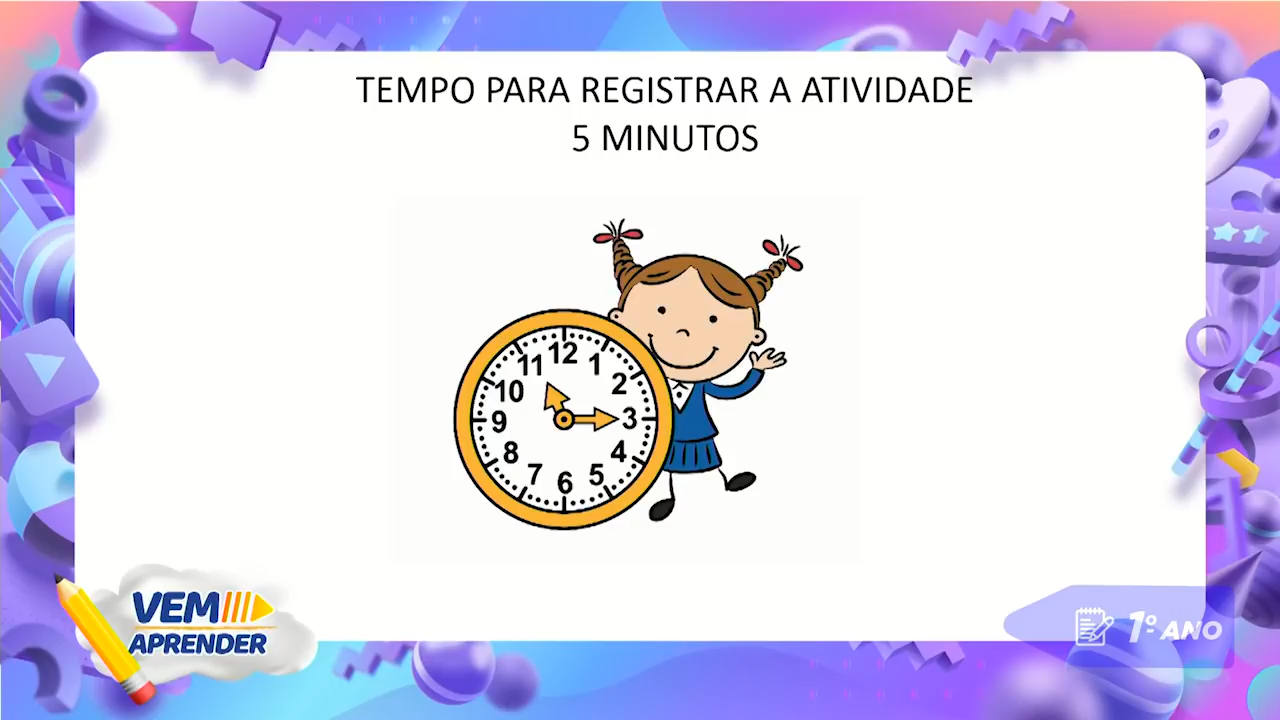 TEMPO PARA REGISTRAR A ATIVIDADE
5 MINUTOS
12
11
1
10
2
9
3
8
4
7
5
6
VEM
APRENDER
1º ANO